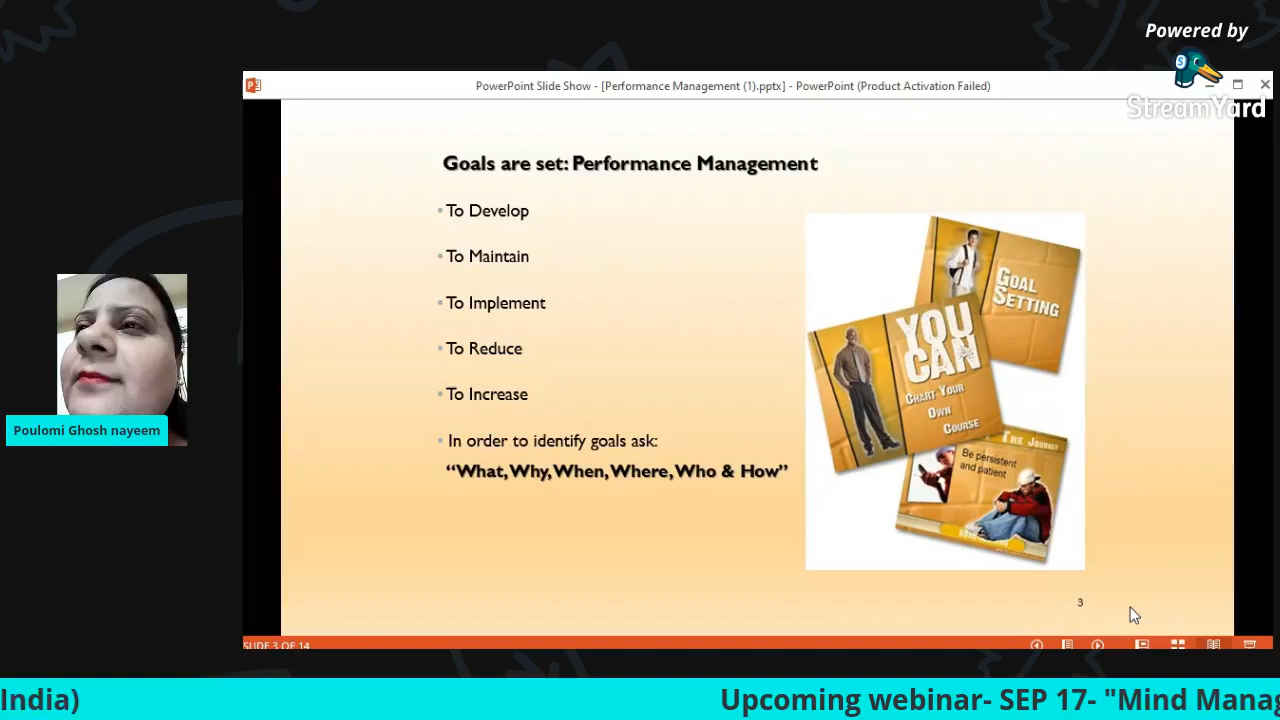 Powered by
StreamYard
PowerPoint Slide Show - [Performance Management (1).pptx] - PowerPoint (Product Activation Failed)
Goals are set: Performance Management
• To Develop
• To Maintain
• To Implement
• To Reduce
• To Increase
• In order to identify goals ask:
“What, Why, When, Where, Who & How”
GOAL
SETTING
YOU
CAN
CHART YOUR
OWN
COURSE
THE JOURNEY
Be persistent
and patient
3
SLIDE 3 OF 14
Poulomi Ghosh nayeem
India)
Upcoming webinar- SEP 17- "Mind Manag